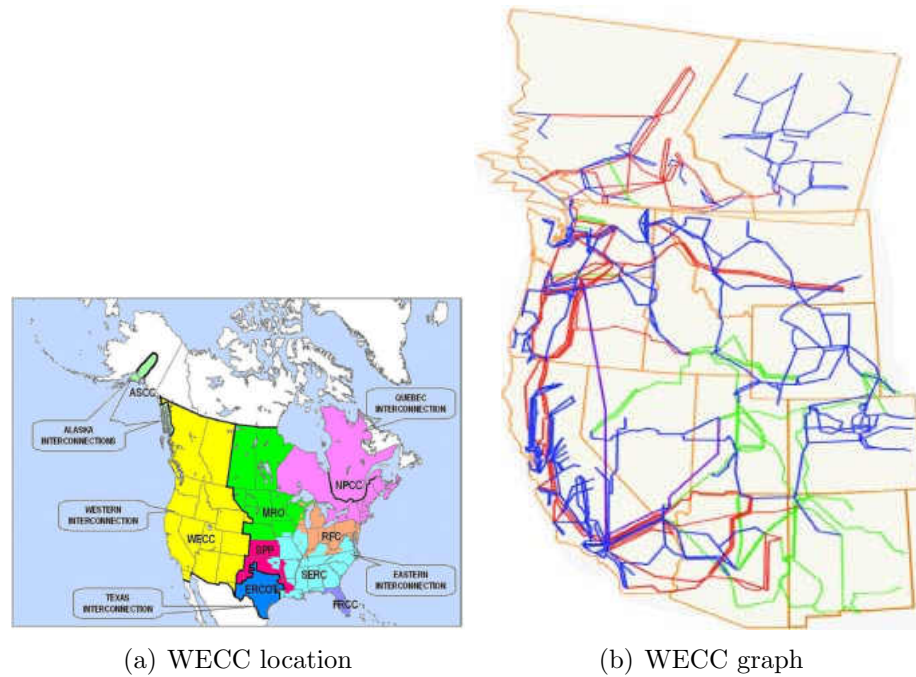 ASCC
ALASKA
INTERCONNECTIONS
QUEBEC
INTERCONNECTION
NPCC
WESTERN
INTERCONNECTION
MRO
WECC
RFC
SPP
SERC
ERCOT
EASTERN
INTERCONNECTION
TEXAS
INTERCONNECTION
FRCC
(a) WECC location
(b) WECC graph